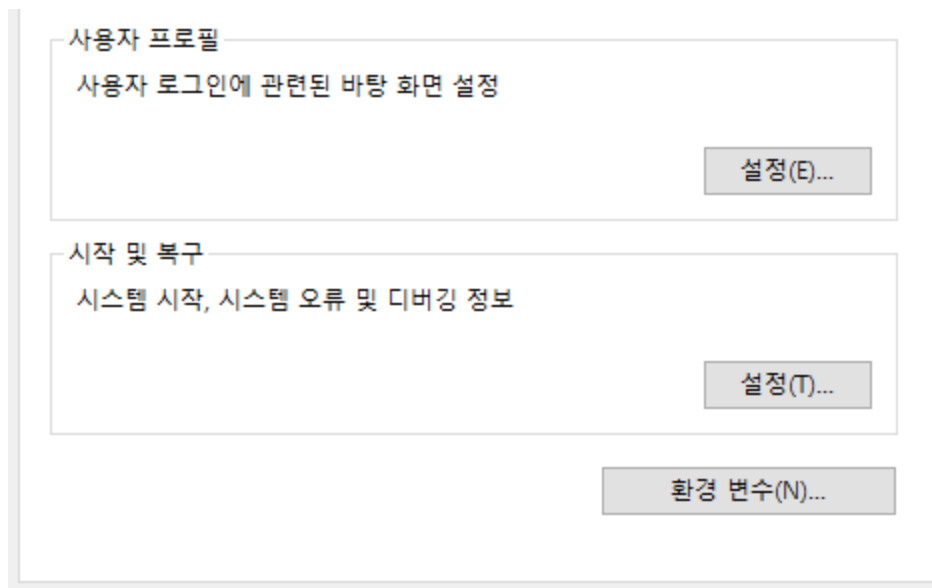 사용자 프로필
사용자 로그인에 관련된 바탕 화면 설정
설정(E)...
시작 및 복구
시스템 시작, 시스템 오류 및 디버깅 정보
설정(T)...
환경 변수(N)...